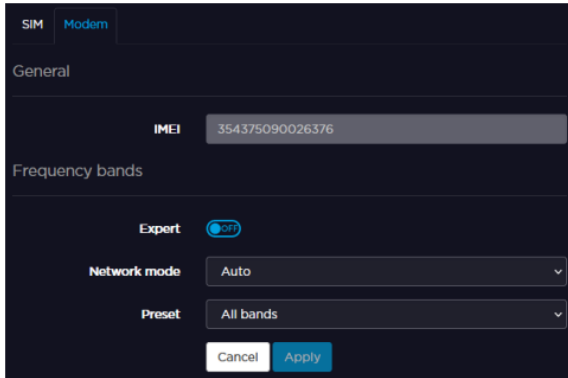 SIM Modem
General
IMEI 354375090026376
Frequency bands
Expert OFF
Network mode Auto
Preset All bands
Cancel Apply